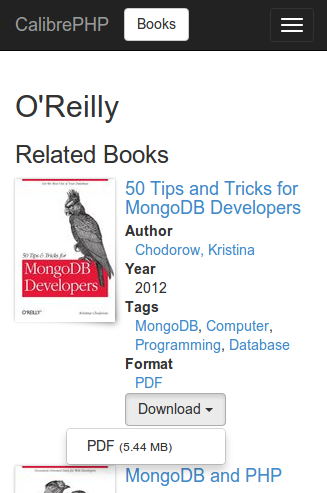 CalibrePHP
Books
O'Reilly
Related Books
50 Tips and Tricks for
MongoDB Developers
Author
Chodorow, Kristina
Year
2012
Tags
MongoDB, Computer,
Programming, Database
Format
PDF
Download
PDF (5.44 MB)
50 Tips & Tricks for
MongoDB
Developers
O'REILLY
Kristina Chodorow
MongoDB and PHP